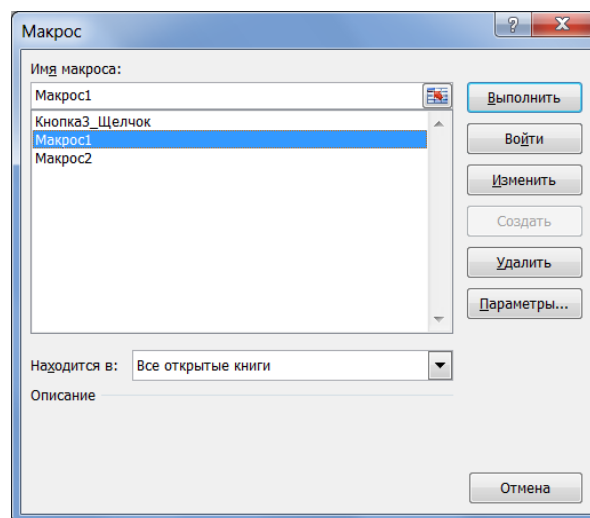 Макрос
Имя макроса:
Макрос1
Выполнить
Кнопка3_Щелчок
Макрос1
Макрос2
Войти
Изменить
Создать
Удалить
Параметры...
Находится в: Все открытые книги
Описание
Отмена